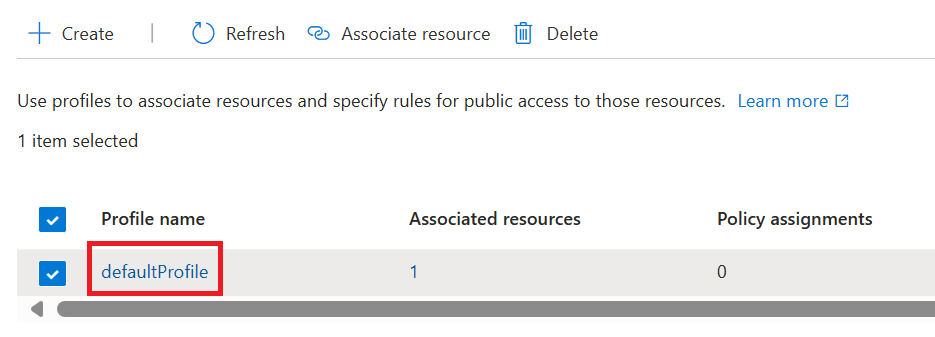 Create | Refresh Associate resource Delete
Use profiles to associate resources and specify rules for public access to those resources. Learn more
1 item selected
Profile name Associated resources Policy assignments
defaultProfile 1 0